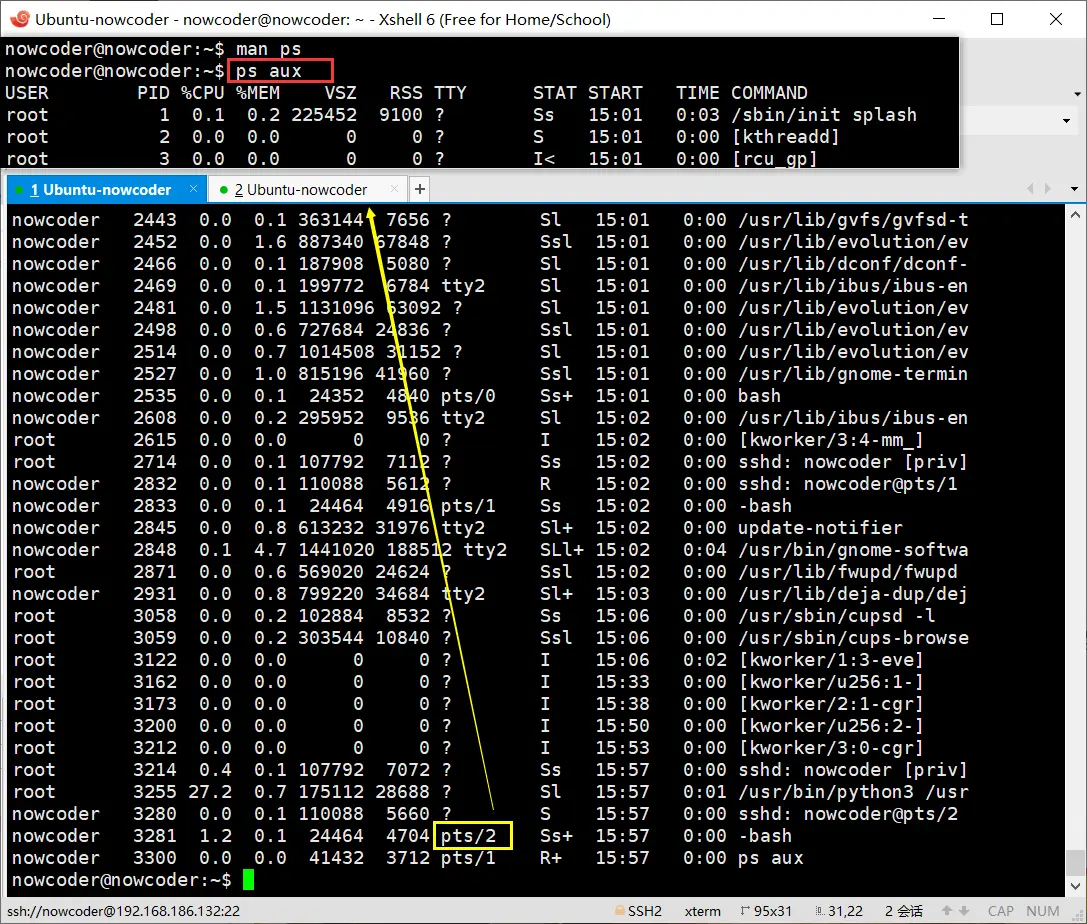 Ubuntu-nowcoder - nowcoder@nowcoder: ~ - Xshell 6 (Free for Home/School)
nowcoder@nowcoder:~$ man ps
nowcoder@nowcoder:~$ ps aux
USER PID %CPU %MEM VSZ RSS TTY STAT START TIME COMMAND
root 1 0.1 0.2 225452 9100 ? Ss 15:01 0:03 /sbin/init splash
root 2 0.0 0.0 0 0 ? S 15:01 0:00 [kthreadd]
root 3 0.0 0.0 0 0 ? I< 15:01 0:00 [rcu_gp]
1 Ubuntu-nowcoder × 2 Ubuntu-nowcoder × +
nowcoder 2443 0.0 0.1 363144 7656 ? Sl 15:01 0:00 /usr/lib/gvfs/gvfsd-t
nowcoder 2452 0.0 1.6 887340 67848 ? Ssl 15:01 0:00 /usr/lib/evolution/ev
nowcoder 2466 0.0 0.1 187908 5080 ? Sl 15:01 0:00 /usr/lib/dconf/dconf-
nowcoder 2469 0.0 0.1 199772 6784 tty2 Sl 15:01 0:00 /usr/lib/ibus/ibus-en
nowcoder 2481 0.0 1.5 1131096 63092 ? Sl 15:01 0:00 /usr/lib/evolution/ev
nowcoder 2498 0.0 0.6 727684 24836 ? Ssl 15:01 0:00 /usr/lib/evolution/ev
nowcoder 2514 0.0 0.7 1014508 31152 ? Sl 15:01 0:00 /usr/lib/evolution/ev
nowcoder 2527 0.0 1.0 815196 41960 ? Ssl 15:01 0:00 /usr/lib/gnome-termin
nowcoder 2535 0.0 0.1 24352 4840 pts/0 Ss+ 15:01 0:00 bash
nowcoder 2608 0.0 0.2 295952 9536 tty2 Sl 15:02 0:00 /usr/lib/ibus/ibus-en
root 2615 0.0 0.0 0 0 ? I 15:02 0:00 [kworker/3:4-mm_]
root 2714 0.0 0.1 107792 7112 ? Ss 15:02 0:00 sshd: nowcoder [priv]
nowcoder 2832 0.0 0.1 110088 5612 ? R 15:02 0:00 sshd: nowcoder@pts/1
nowcoder 2833 0.0 0.1 24464 4916 pts/1 Ss 15:02 0:00 -bash
nowcoder 2845 0.0 0.8 613232 31976 tty2 Sl+ 15:02 0:00 update-notifier
nowcoder 2848 0.1 4.7 1441020 188512 tty2 SLl+ 15:02 0:04 /usr/bin/gnome-softwa
root 2871 0.0 0.6 569020 24624 ? Ssl 15:02 0:00 /usr/lib/fwupd/fwupd
nowcoder 2931 0.0 0.8 799220 34684 tty2 Sl+ 15:03 0:00 /usr/lib/deja-dup/dej
root 3058 0.0 0.2 102884 8532 ? Ss 15:06 0:00 /usr/sbin/cupsd -l
root 3059 0.0 0.2 303544 10840 ? Ssl 15:06 0:00 /usr/sbin/cups-browse
root 3122 0.0 0.0 0 0 ? I 15:06 0:02 [kworker/1:3-eve]
root 3162 0.0 0.0 0 0 ? I 15:33 0:00 [kworker/u256:1-]
root 3173 0.0 0.0 0 0 ? I 15:38 0:00 [kworker/2:1-cgr]
root 3200 0.0 0.0 0 0 ? I 15:50 0:00 [kworker/u256:2-]
root 3212 0.0 0.0 0 0 ? I 15:53 0:00 [kworker/3:0-cgr]
root 3214 0.4 0.1 107792 7072 ? Ss 15:57 0:00 sshd: nowcoder [priv]
root 3255 27.2 0.7 175112 28688 ? Sl 15:57 0:01 /usr/bin/python3 /usr
nowcoder 3280 0.0 0.1 110088 5660 ? S 15:57 0:00 sshd: nowcoder@pts/2
nowcoder 3281 1.2 0.1 24464 4704 pts/2 Ss+ 15:57 0:00 -bash
nowcoder 3300 0.0 0.0 41432 3712 pts/1 R+ 15:57 0:00 ps aux
nowcoder@nowcoder:~$
ssh://nowcoder@192.168.186.132:22 SSH2 xterm 95x31 31,22 2 会话 CAP NUM